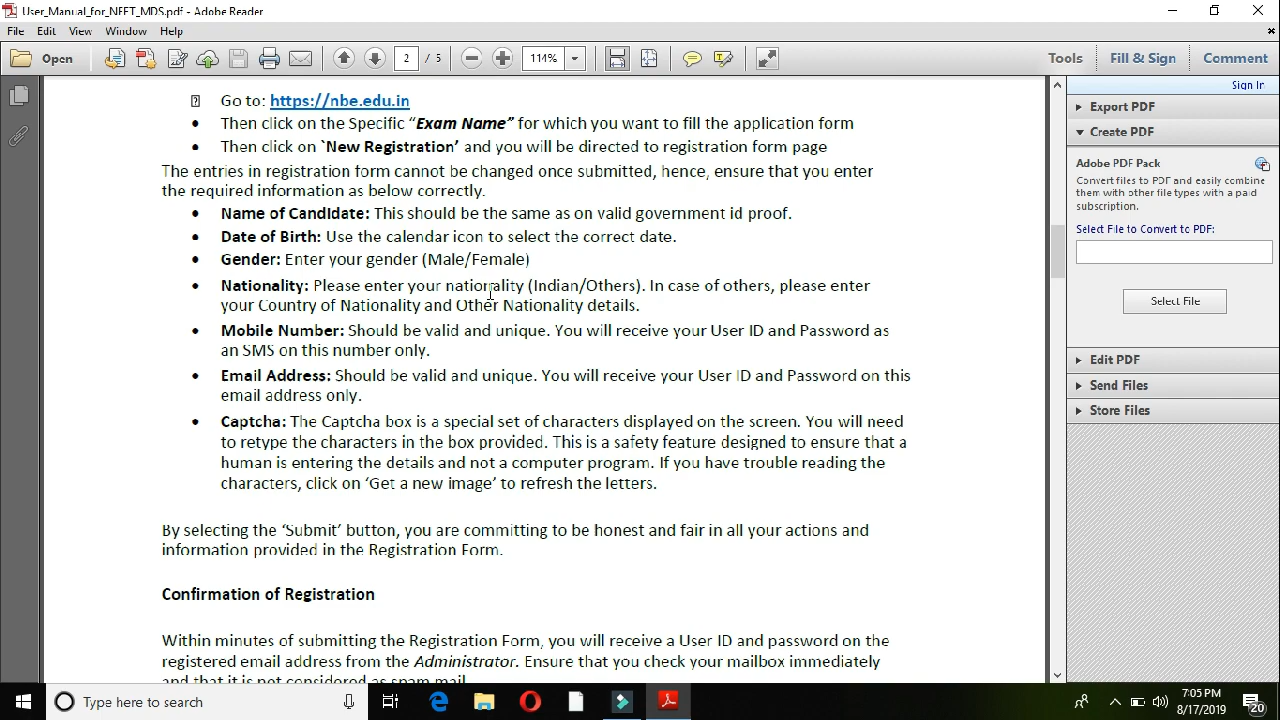 User_Manual_for_NEET_MDS.pdf - Adobe Reader
File Edit View Window Help
Open 2 / 5 114% Tools Fill & Sign Comment
Sign In
Go to: https://nbe.edu.in
• Then click on the Specific “Exam Name” for which you want to fill the application form
• Then click on `New Registration’ and you will be directed to registration form page
The entries in registration form cannot be changed once submitted, hence, ensure that you enter
the required information as below correctly.
• Name of Candidate: This should be the same as on valid government id proof.
• Date of Birth: Use the calendar icon to select the correct date.
• Gender: Enter your gender (Male/Female)
• Nationality: Please enter your nationality (Indian/Others). In case of others, please enter
your Country of Nationality and Other Nationality details.
• Mobile Number: Should be valid and unique. You will receive your User ID and Password as
an SMS on this number only.
• Email Address: Should be valid and unique. You will receive your User ID and Password on this
email address only.
• Captcha: The Captcha box is a special set of characters displayed on the screen. You will need
to retype the characters in the box provided. This is a safety feature designed to ensure that a
human is entering the details and not a computer program. If you have trouble reading the
characters, click on ‘Get a new image’ to refresh the letters.
By selecting the ‘Submit’ button, you are committing to be honest and fair in all your actions and
information provided in the Registration Form.
Confirmation of Registration
Within minutes of submitting the Registration Form, you will receive a User ID and password on the
registered email address from the Administrator. Ensure that you check your mailbox immediately
and that it is not considered as spam mail.
Export PDF
Create PDF
Adobe PDF Pack
Convert files to PDF and easily combine
them with other file types with a paid
subscription.
Select File to Convert to PDF:
Select File
Edit PDF
Send Files
Store Files
Type here to search
7:05 PM
8/17/2019
20